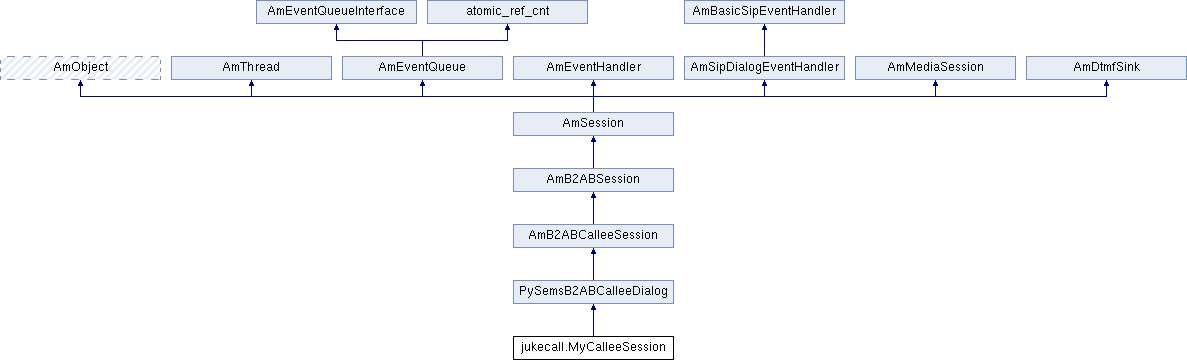 AmEventQueueInterface
atomic_ref_cnt
AmBasicSipEventHandler
AmObject
AmThread
AmEventQueue
AmEventHandler
AmSipDialogEventHandler
AmMediaSession
AmDtmfSink
AmSession
AmB2ABSession
AmB2ABCalleeSession
PySemsB2ABCalleeDialog
jukecall.MyCalleeSession